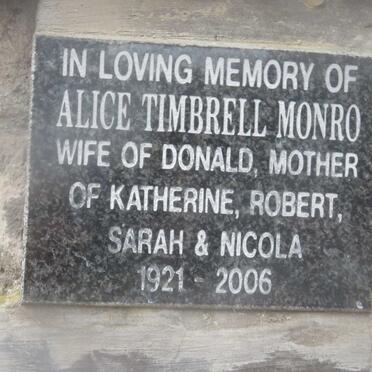 IN LOVING MEMORY OF
ALICE TIMBRELL MONRO
WIFE OF DONALD, MOTHER
OF KATHERINE, ROBERT,
SARAH & NICOLA
1921 - 2006